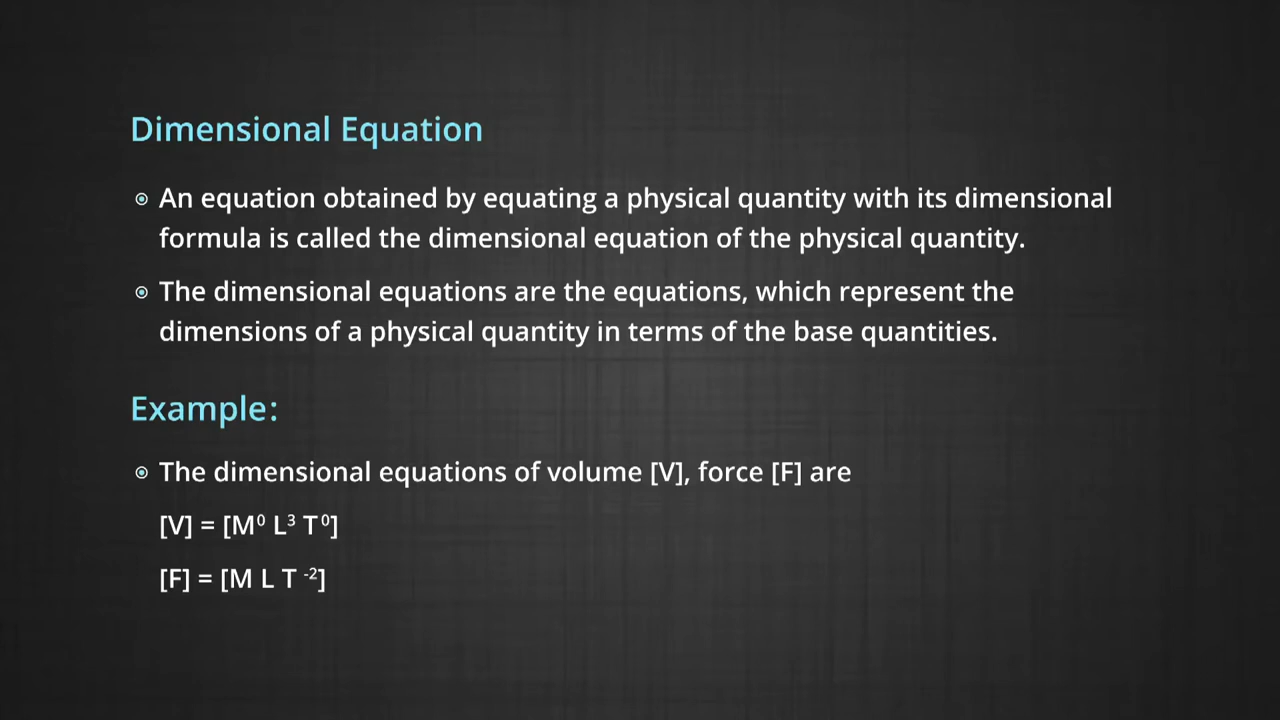 Dimensional Equation
⦿ An equation obtained by equating a physical quantity with its dimensional
formula is called the dimensional equation of the physical quantity.
⦿ The dimensional equations are the equations, which represent the
dimensions of a physical quantity in terms of the base quantities.
Example:
⦿ The dimensional equations of volume [V], force [F] are
[V] = [M⁰ L³ T⁰]
[F] = [M L T ⁻²]